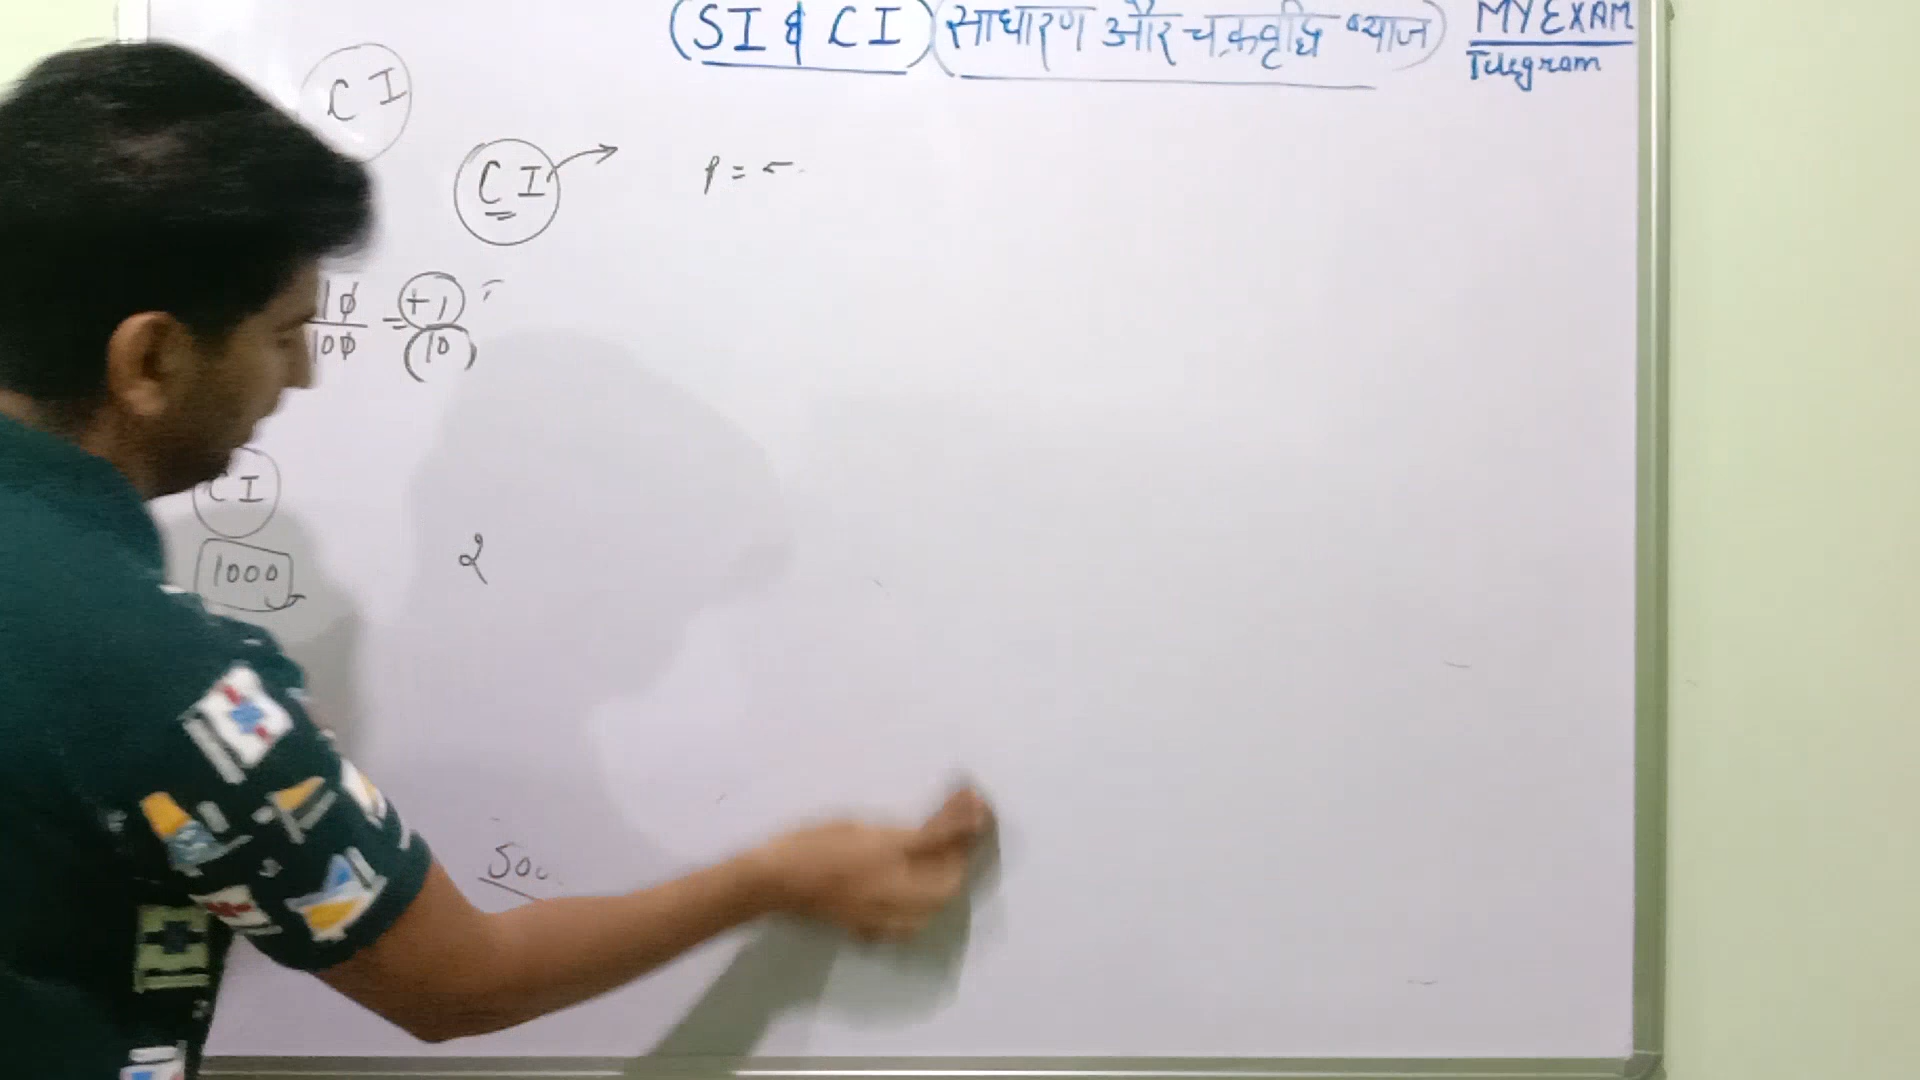 (SI & CI) (साधारण और चक्रवृद्धि ब्याज) MY EXAM
Telegram
CI
CI → P =
10/100 = +1/10
CI
1000
2
500